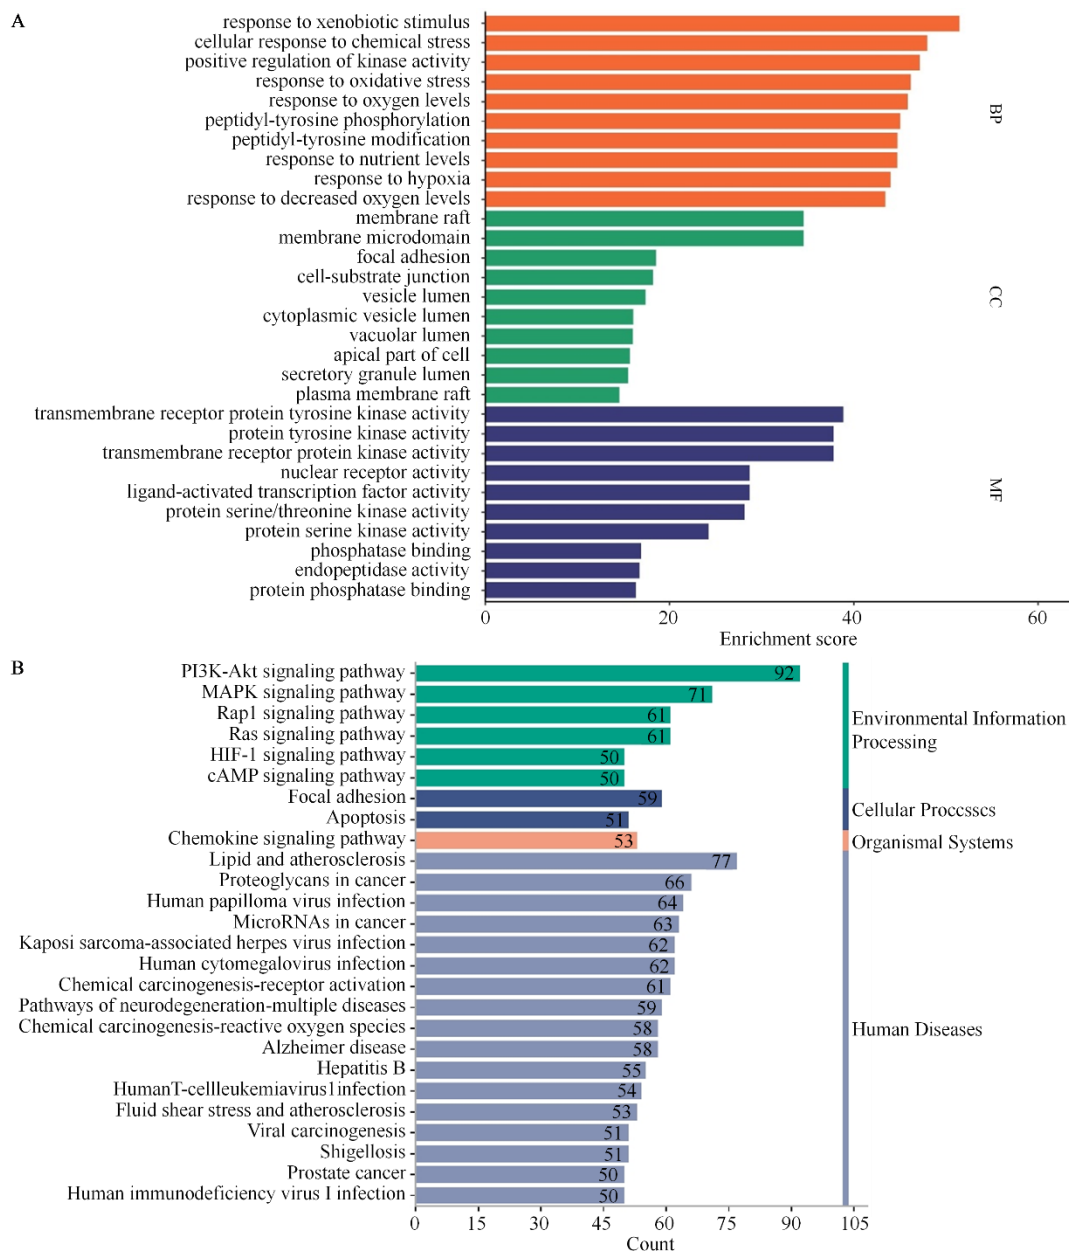 A
response to xenobiotic stimulus
cellular response to chemical stress
positive regulation of kinase activity
response to oxidative stress
response to oxygen levels
peptidyl-tyrosine phosphorylation
peptidyl-tyrosine modification
response to nutrient levels
response to hypoxia
response to decreased oxygen levels
BP
membrane raft
membrane microdomain
focal adhesion
cell-substrate junction
vesicle lumen
cytoplasmic vesicle lumen
vacuolar lumen
apical part of cell
secretory granule lumen
plasma membrane raft
CC
transmembrane receptor protein tyrosine kinase activity
protein tyrosine kinase activity
transmembrane receptor protein kinase activity
nuclear receptor activity
ligand-activated transcription factor activity
protein serine/threonine kinase activity
protein serine kinase activity
phosphatase binding
endopeptidase activity
protein phosphatase binding
MF
0 20 40 60
Enrichment score
B
PI3K-Akt signaling pathway 92
MAPK signaling pathway 71
Rap1 signaling pathway 61
Ras signaling pathway 61
HIF-1 signaling pathway 50
cAMP signaling pathway 50
Environmental Information
Processing
Focal adhesion 59
Apoptosis 51
Cellular Proccsscs
Chemokine signaling pathway 53
Organismal Systems
Lipid and atherosclerosis 77
Proteoglycans in cancer 66
Human papilloma virus infection 64
MicroRNAs in cancer 63
Kaposi sarcoma-associated herpes virus infection 62
Human cytomegalovirus infection 62
Chemical carcinogenesis-receptor activation 61
Pathways of neurodegeneration-multiple diseases 59
Chemical carcinogenesis-reactive oxygen species 58
Alzheimer disease 58
Hepatitis B 55
HumanT-cellleukemiavirus1infection 54
Fluid shear stress and atherosclerosis 53
Viral carcinogenesis 51
Shigellosis 51
Prostate cancer 50
Human immunodeficiency virus I infection 50
Human Diseases
0 15 30 45 60 75 90 105
Count